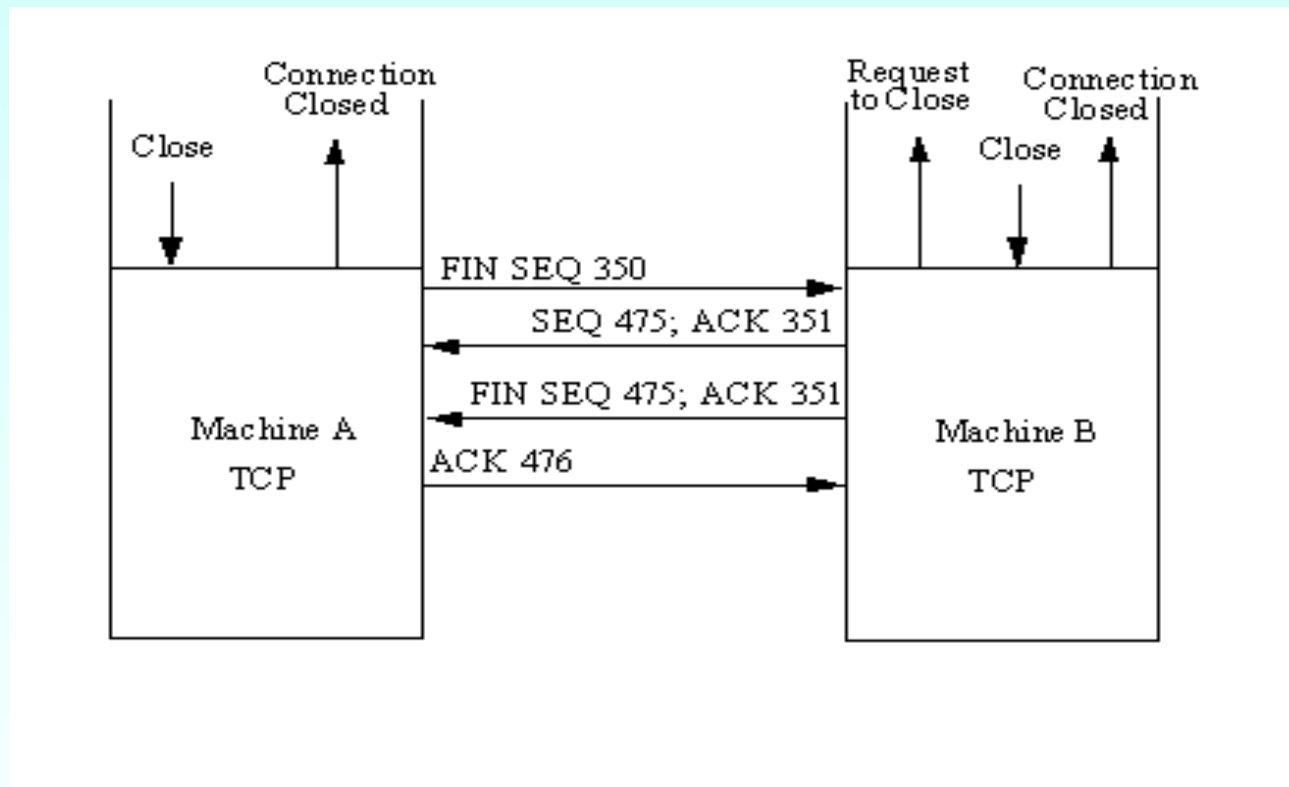 Connection
Closed
Close
Request
to Close
Connection
Closed
Close
FIN SEQ 350
SEQ 475; ACK 351
FIN SEQ 475; ACK 351
ACK 476
Machine A
TCP
Machine B
TCP